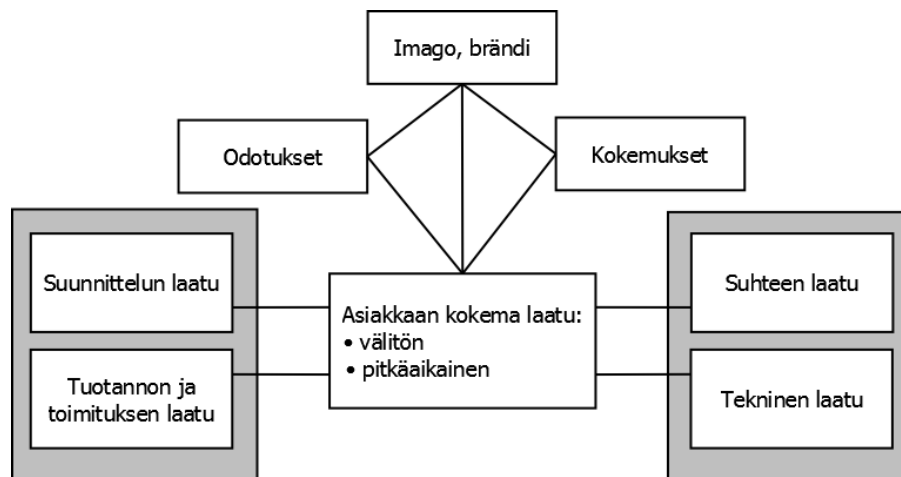 Imago, brändi
Odotukset
Kokemukset
Suunnittelun laatu
Tuotannon ja
toimituksen laatu
Asiakkaan kokema laatu:
• välitön
• pitkäaikainen
Suhteen laatu
Tekninen laatu